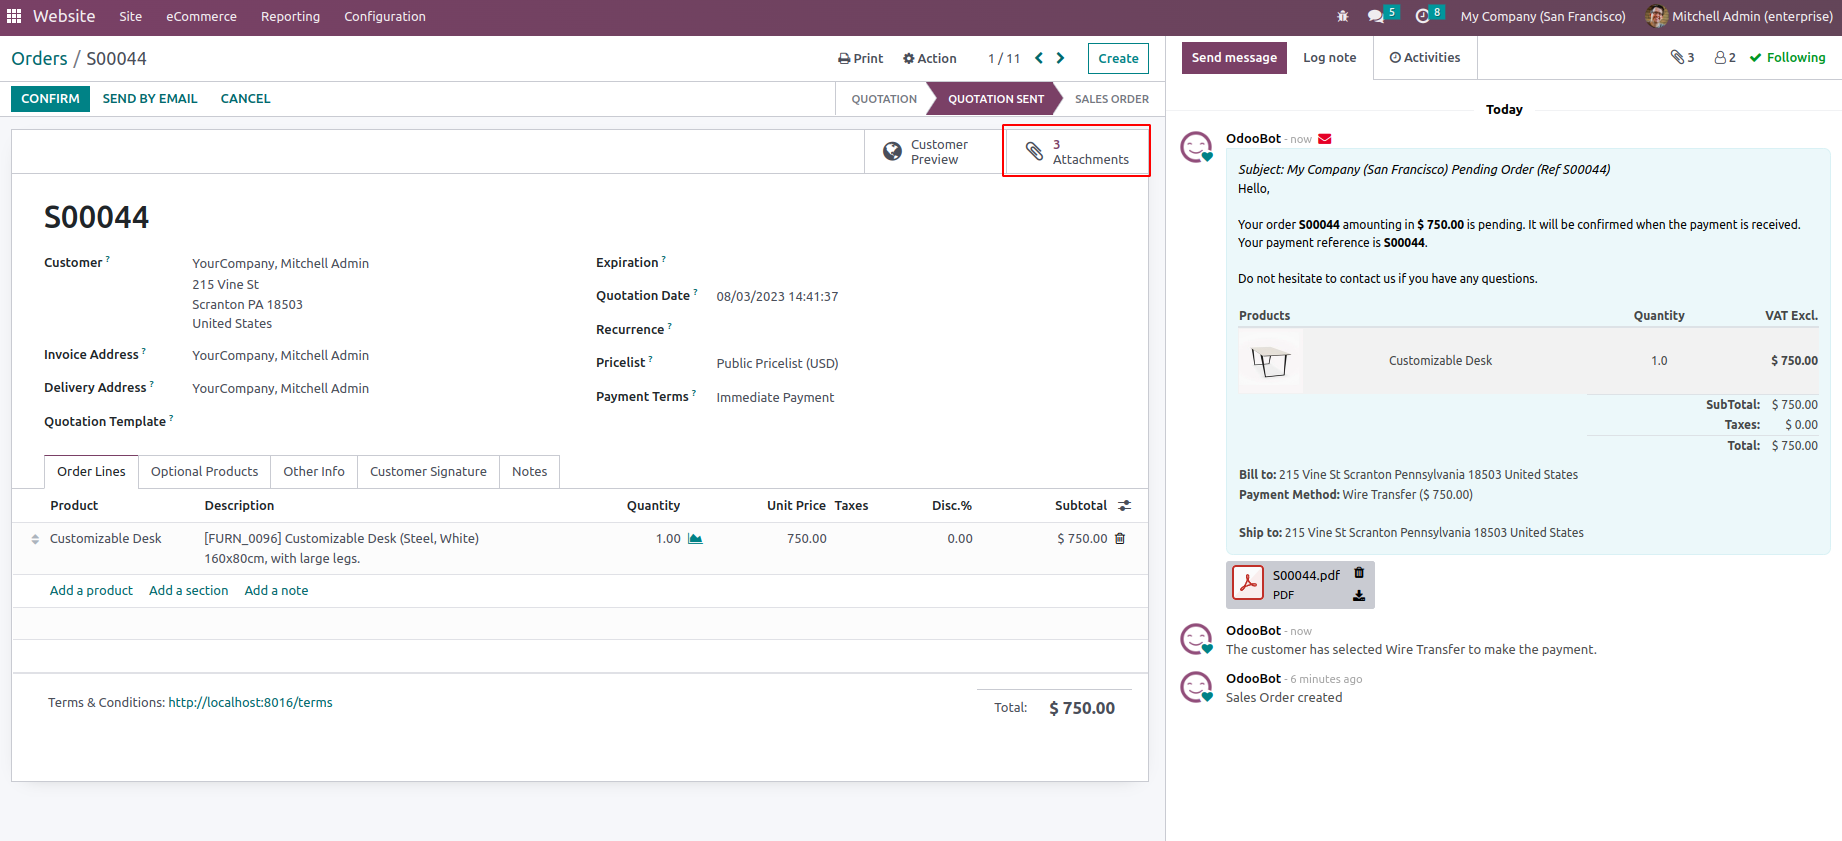 Website Site eCommerce Reporting Configuration 5 8 My Company (San Francisco) Mitchell Admin (enterprise)
Orders / S00044 Print Action 1 / 11 Create
CONFIRM SEND BY EMAIL CANCEL QUOTATION QUOTATION SENT SALES ORDER
Customer Preview
3 Attachments
S00044
Customer ? YourCompany, Mitchell Admin
215 Vine St
Scranton PA 18503
United States
Invoice Address ? YourCompany, Mitchell Admin
Delivery Address ? YourCompany, Mitchell Admin
Quotation Template ?
Expiration ?
Quotation Date ? 08/03/2023 14:41:37
Recurrence ?
Pricelist ? Public Pricelist (USD)
Payment Terms ? Immediate Payment
Order Lines Optional Products Other Info Customer Signature Notes
Product Description Quantity Unit Price Taxes Disc.% Subtotal
Customizable Desk [FURN_0096] Customizable Desk (Steel, White) 1.00 750.00 0.00 $ 750.00
160x80cm, with large legs.
Add a product Add a section Add a note
Terms & Conditions: http://localhost:8016/terms
Total: $ 750.00
Send message Log note Activities 3 2 Following
Today
OdooBot - now
Subject: My Company (San Francisco) Pending Order (Ref S00044)
Hello,
Your order S00044 amounting in $ 750.00 is pending. It will be confirmed when the payment is received.
Your payment reference is S00044.
Do not hesitate to contact us if you have any questions.
Products Quantity VAT Excl.
Customizable Desk 1.0 $ 750.00
SubTotal: $ 750.00
Taxes: $ 0.00
Total: $ 750.00
Bill to: 215 Vine St Scranton Pennsylvania 18503 United States
Payment Method: Wire Transfer ($ 750.00)
Ship to: 215 Vine St Scranton Pennsylvania 18503 United States
S00044.pdf
PDF
OdooBot - now
The customer has selected Wire Transfer to make the payment.
OdooBot - 6 minutes ago
Sales Order created